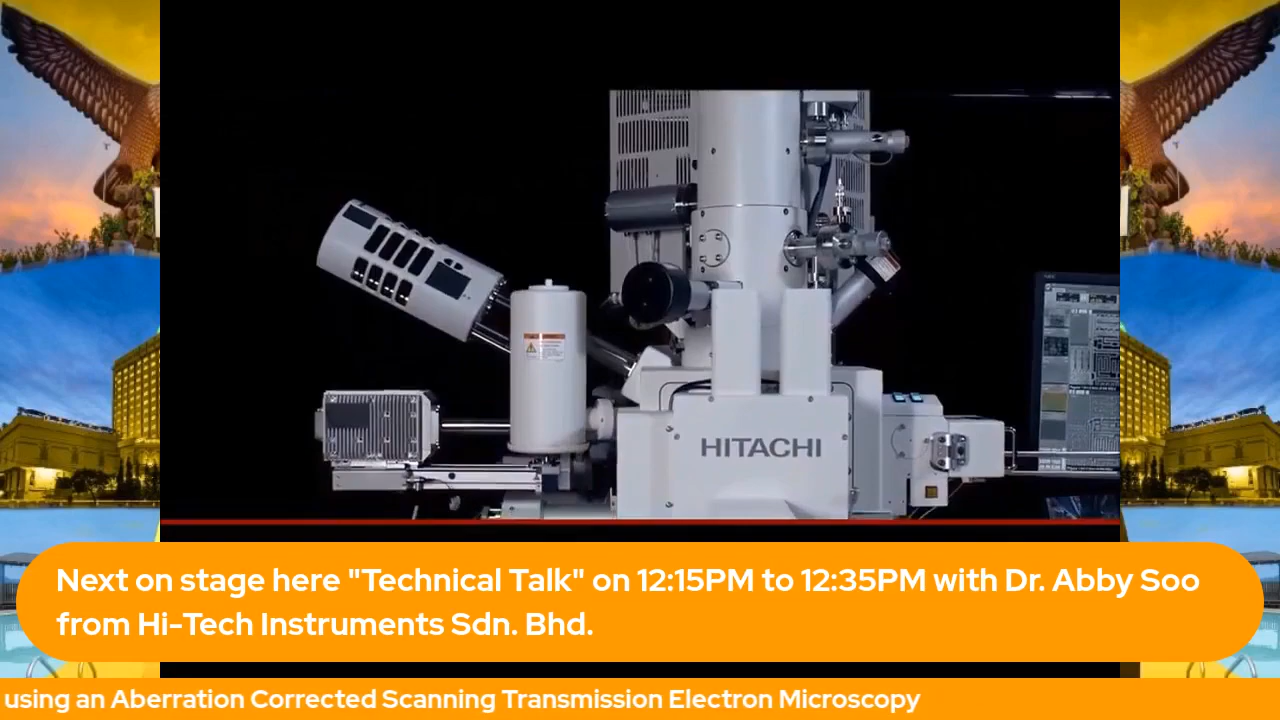 HITACHI
Next on stage here "Technical Talk" on 12:15PM to 12:35PM with Dr. Abby Soo
from Hi-Tech Instruments Sdn. Bhd.
using an Aberration Corrected Scanning Transmission Electron Microscopy